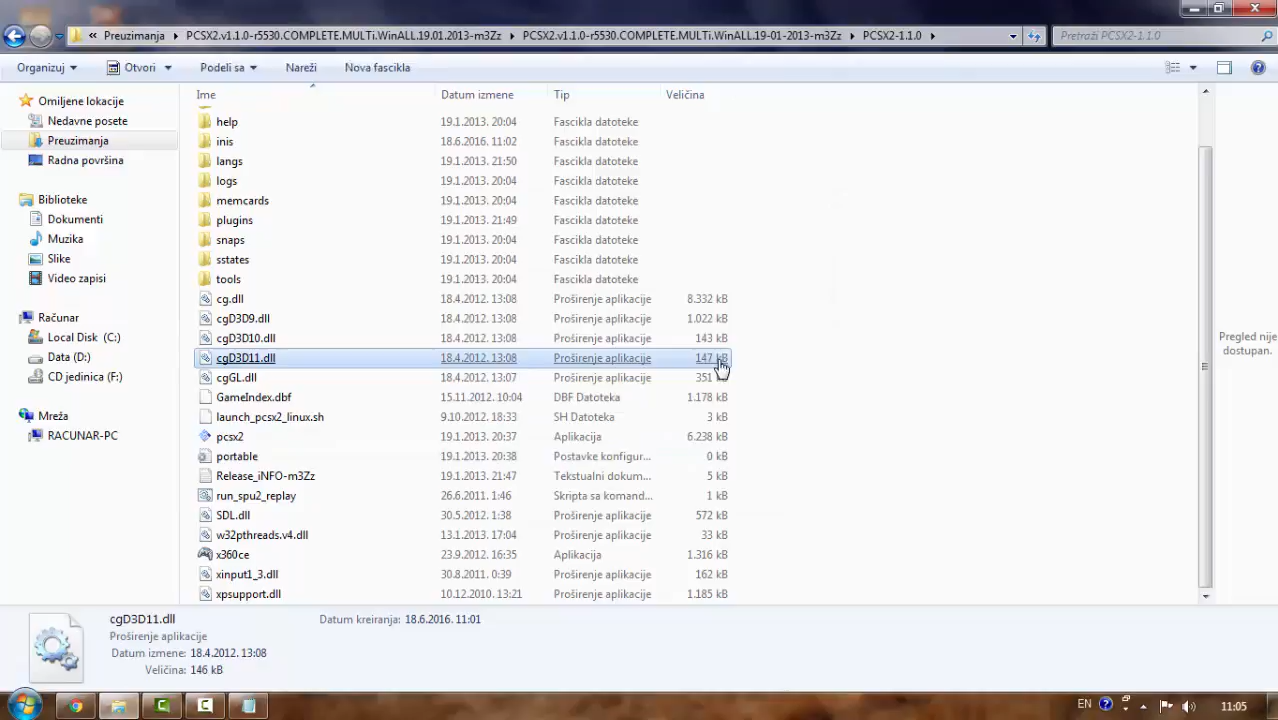 « Preuzimanja ▸ PCSX2.v1.1.0-r5530.COMPLETE.MULTi.WinALL.19.01.2013-m3Zz ▸ PCSX2.v1.1.0-r5530.COMPLETE.MULTi.WinALL.19-01-2013-m3Zz ▸ PCSX2-1.1.0 ▸ Pretraži PCSX2-1.1.0
Organizuj Otvori Podeli sa Nareži Nova fascikla
Ime Datum izmene Tip Veličina
Omiljene lokacije
Nedavne posete
Preuzimanja
Radna površina
Biblioteke
Dokumenti
Muzika
Slike
Video zapisi
Računar
Local Disk (C:)
Data (D:)
CD jedinica (F:)
Mreža
RACUNAR-PC
help 19.1.2013. 20:04 Fascikla datoteke
inis 18.6.2016. 11:02 Fascikla datoteke
langs 19.1.2013. 21:50 Fascikla datoteke
logs 19.1.2013. 20:04 Fascikla datoteke
memcards 19.1.2013. 20:04 Fascikla datoteke
plugins 19.1.2013. 21:49 Fascikla datoteke
snaps 19.1.2013. 20:04 Fascikla datoteke
sstates 19.1.2013. 20:04 Fascikla datoteke
tools 19.1.2013. 20:04 Fascikla datoteke
cg.dll 18.4.2012. 13:08 Proširenje aplikacije 8.332 kB
cgD3D9.dll 18.4.2012. 13:08 Proširenje aplikacije 1.022 kB
cgD3D10.dll 18.4.2012. 13:08 Proširenje aplikacije 143 kB
cgD3D11.dll 18.4.2012. 13:08 Proširenje aplikacije 147 kB
cgGL.dll 18.4.2012. 13:07 Proširenje aplikacije 351 kB
GameIndex.dbf 15.11.2012. 10:04 DBF Datoteka 1.178 kB
launch_pcsx2_linux.sh 9.10.2012. 18:33 SH Datoteka 3 kB
pcsx2 19.1.2013. 20:37 Aplikacija 6.238 kB
portable 19.1.2013. 20:38 Postavke konfigur... 0 kB
Release_iNFO-m3Zz 19.1.2013. 21:47 Tekstualni dokum... 5 kB
run_spu2_replay 26.6.2011. 1:46 Skripta sa komand... 1 kB
SDL.dll 30.5.2012. 1:38 Proširenje aplikacije 572 kB
w32pthreads.v4.dll 13.1.2013. 17:04 Proširenje aplikacije 33 kB
x360ce 23.9.2012. 16:35 Aplikacija 1.316 kB
xinput1_3.dll 30.8.2011. 0:39 Proširenje aplikacije 162 kB
xpsupport.dll 10.12.2010. 13:21 Proširenje aplikacije 1.185 kB
Pregled nije
dostupan.
cgD3D11.dll Datum kreiranja: 18.6.2016. 11:01
Proširenje aplikacije
Datum izmene: 18.4.2012. 13:08
Veličina: 146 kB
EN 11:05